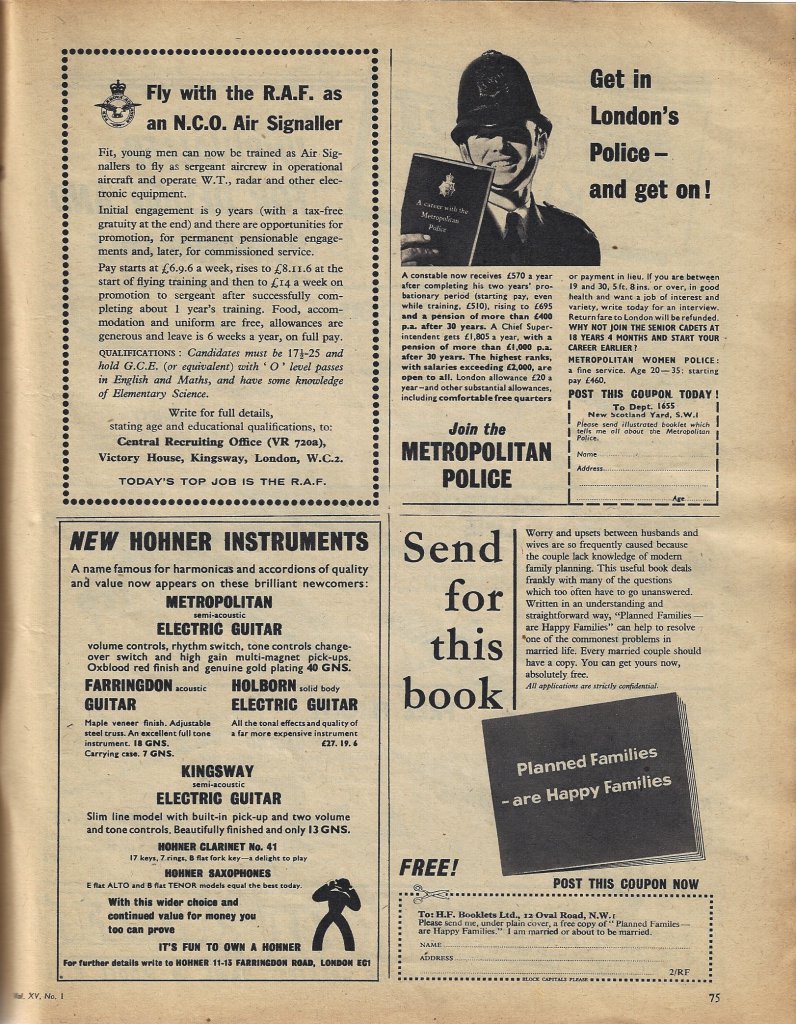 Fly with the R.A.F. as
an N.C.O. Air Signaller
Fit, young men can now be trained as Air Sig-
nallers to fly as sergeant aircrew in operational
aircraft and operate W.T., radar and other elec-
tronic equipment.
Initial engagement is 9 years (with a tax-free
gratuity at the end) and there are opportunities for
promotion, for permanent pensionable engage-
ments and, later, for commissioned service.
Pay starts at £6.9.6 a week, rises to £8.11.6 at the
start of flying training and then to £14 a week on
promotion to sergeant after successfully com-
pleting about 1 year's training. Food, accom-
modation and uniform are free, allowances are
generous and leave is 6 weeks a year, on full pay.
QUALIFICATIONS: Candidates must be 17½-25 and
hold G.C.E. (or equivalent) with 'O' level passes
in English and Maths, and have some knowledge
of Elementary Science.
Write for full details,
stating age and educational qualifications, to:
Central Recruiting Office (VR 720a),
Victory House, Kingsway, London, W.C.2.
TODAY'S TOP JOB IS THE R.A.F.
Get in
London's
Police –
and get on!
A career with the
Metropolitan
Police
A constable now receives £570 a year
after completing his two years' pro-
bationary period (starting pay, even
while training, £510), rising to £695
and a pension of more than £400
p.a. after 30 years. A Chief Super-
intendent gets £1,805 a year, with a
pension of more than £1,000 p.a.
after 30 years. The highest ranks,
with salaries exceeding £2,000, are
open to all. London allowance £20 a
year–and other substantial allowances,
including comfortable free quarters
or payment in lieu. If you are between
19 and 30, 5 ft. 8 ins. or over, in good
health and want a job of interest and
variety, write today for an interview.
Return fare to London will be refunded.
WHY NOT JOIN THE SENIOR CADETS AT
18 YEARS 4 MONTHS AND START YOUR
CAREER EARLIER?
METROPOLITAN WOMEN POLICE:
a fine service. Age 20–35: starting
pay £460.
Join the
METROPOLITAN
POLICE
POST THIS COUPON TODAY!
To Dept. 1655
New Scotland Yard, S.W.1
Please send illustrated booklet which
tells me all about the Metropolitan
Police.
Name
Address
Age
NEW HOHNER INSTRUMENTS
A name famous for harmonicas and accordions of quality
and value now appears on these brilliant newcomers:
METROPOLITAN
semi-acoustic
ELECTRIC GUITAR
volume controls, rhythm switch, tone controls change-
over switch and high gain multi-magnet pick-ups.
Oxblood red finish and genuine gold plating 40 GNS.
FARRINGDON acoustic
GUITAR
Maple veneer finish. Adjustable
steel truss. An excellent full tone
instrument. 18 GNS.
Carrying case. 7 GNS.
HOLBORN solid body
ELECTRIC GUITAR
All the tonal effects and quality of
a far more expensive instrument
£27. 19. 6
KINGSWAY
semi-acoustic
ELECTRIC GUITAR
Slim line model with built-in pick-up and two volume
and tone controls. Beautifully finished and only 13 GNS.
HOHNER CLARINET No. 41
17 keys, 7 rings, B flat fork key—a delight to play
HOHNER SAXOPHONES
E flat ALTO and B flat TENOR models equal the best today.
With this wider choice and
continued value for money you
too can prove
IT'S FUN TO OWN A HOHNER
For further details write to HOHNER 11-13 FARRINGDON ROAD, LONDON EC1
Send
for
this
book
Worry and upsets between husbands and
wives are so frequently caused because
the couple lack knowledge of modern
family planning. This useful book deals
frankly with many of the questions
which too often have to go unanswered.
Written in an understanding and
straightforward way, "Planned Families –
are Happy Families" can help to resolve
one of the commonest problems in
married life. Every married couple should
have a copy. You can get yours now,
absolutely free.
All applications are strictly confidential.
Planned Families
– are Happy Families
FREE!
POST THIS COUPON NOW
To: H.F. Booklets Ltd., 12 Oval Road, N.W.1
Please send me, under plain cover, a free copy of "Planned Familes—
are Happy Families." I am married or about to be married.
NAME
ADDRESS
2/RF
BLOCK CAPITALS PLEASE
Vol. XV, No. 1
75